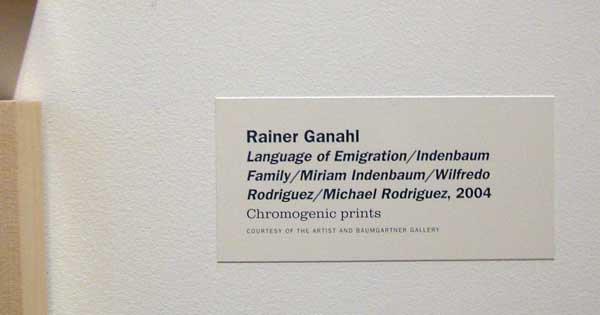 Rainer Ganahl
Language of Emigration/Indenbaum
Family/Miriam Indenbaum/Wilfredo
Rodriguez/Michael Rodriguez, 2004
Chromogenic prints
COURTESY OF THE ARTIST AND BAUMGARTNER GALLERY